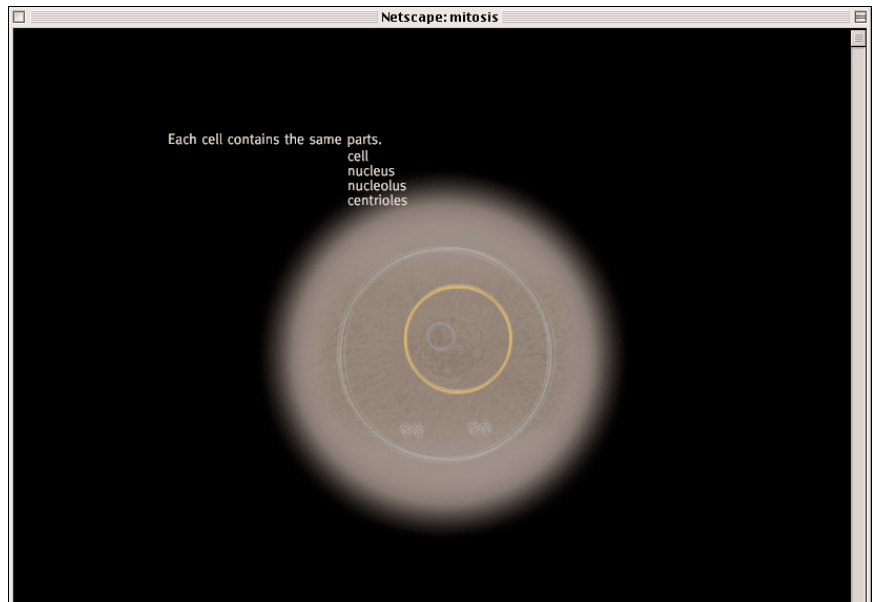 Netscape: mitosis
Each cell contains the same parts.
cell
nucleus
nucleolus
centrioles